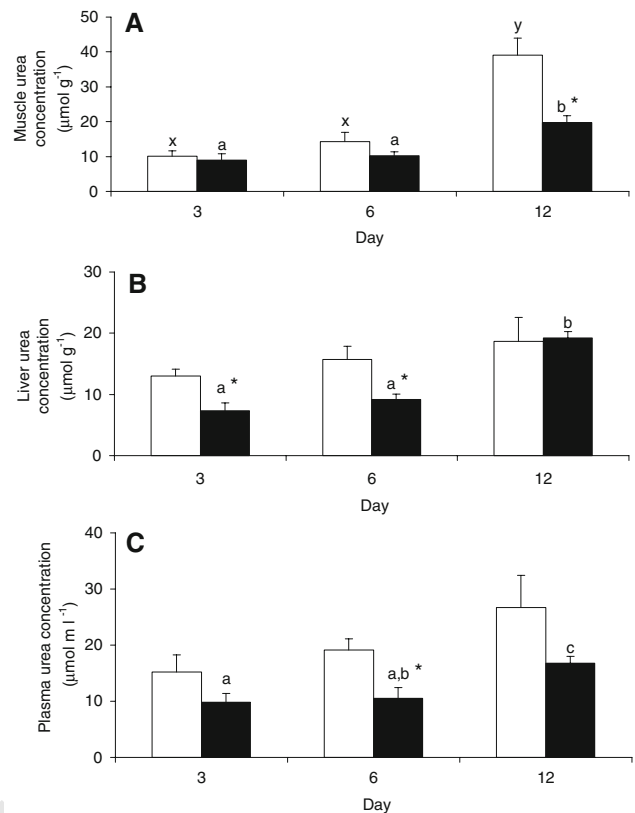 A
Muscle urea
concentration
(μmol g⁻¹)
50
40
30
20
10
0
x
a
x
a
y
b *
3
6
12
Day
B
Liver urea
concentration
(μmol g⁻¹)
30
20
10
0
a *
a *
b
3
6
12
Day
C
Plasma urea concentration
(μmol m l ⁻¹)
40
30
20
10
0
a
a,b *
c
3
6
12
Day